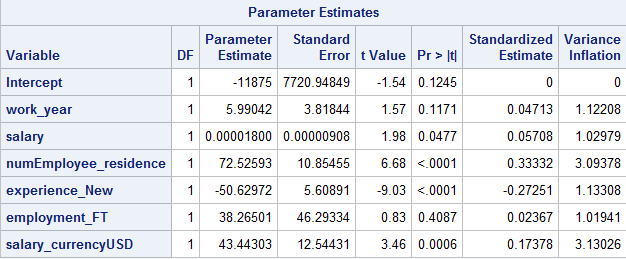 Parameter Estimates
Variable DF Parameter Estimate Standard Error t Value Pr > |t| Standardized Estimate Variance Inflation
Intercept 1 -11875 7720.94849 -1.54 0.1245 0 0
work_year 1 5.99042 3.81844 1.57 0.1171 0.04713 1.12208
salary 1 0.00001800 0.00000908 1.98 0.0477 0.05708 1.02979
numEmployee_residence 1 72.52593 10.85455 6.68 <.0001 0.33332 3.09378
experience_New 1 -50.62972 5.60891 -9.03 <.0001 -0.27251 1.13308
employment_FT 1 38.26501 46.29334 0.83 0.4087 0.02367 1.01941
salary_currencyUSD 1 43.44303 12.54431 3.46 0.0006 0.17378 3.13026